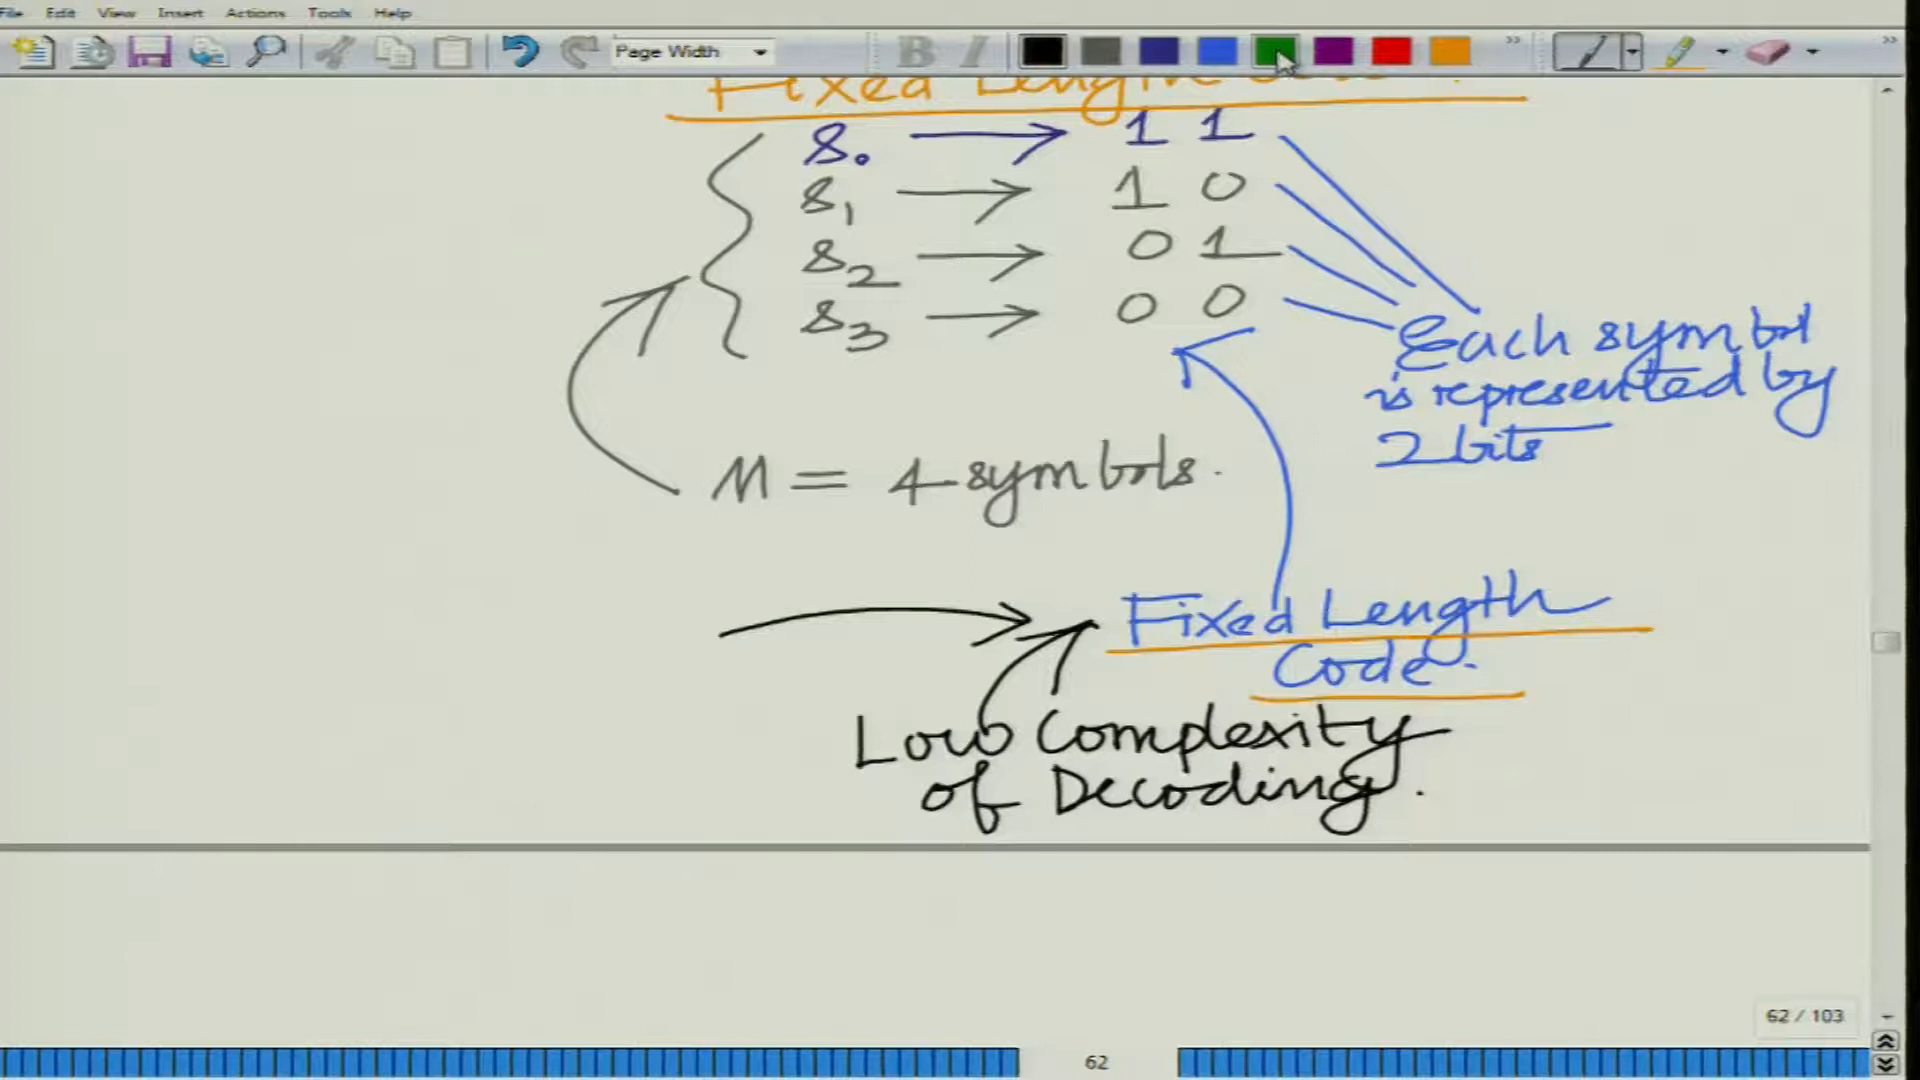 File Edit View Insert Actions Tools Help
Page Width
B I
Fixed Length
s0 → 1 1
s1 → 1 0
s2 → 0 1
s3 → 0 0
Each symbol
is represented by
2 bits
M = 4 symbols.
Fixed Length
Code.
Low Complexity
of Decoding.
62 / 103
62